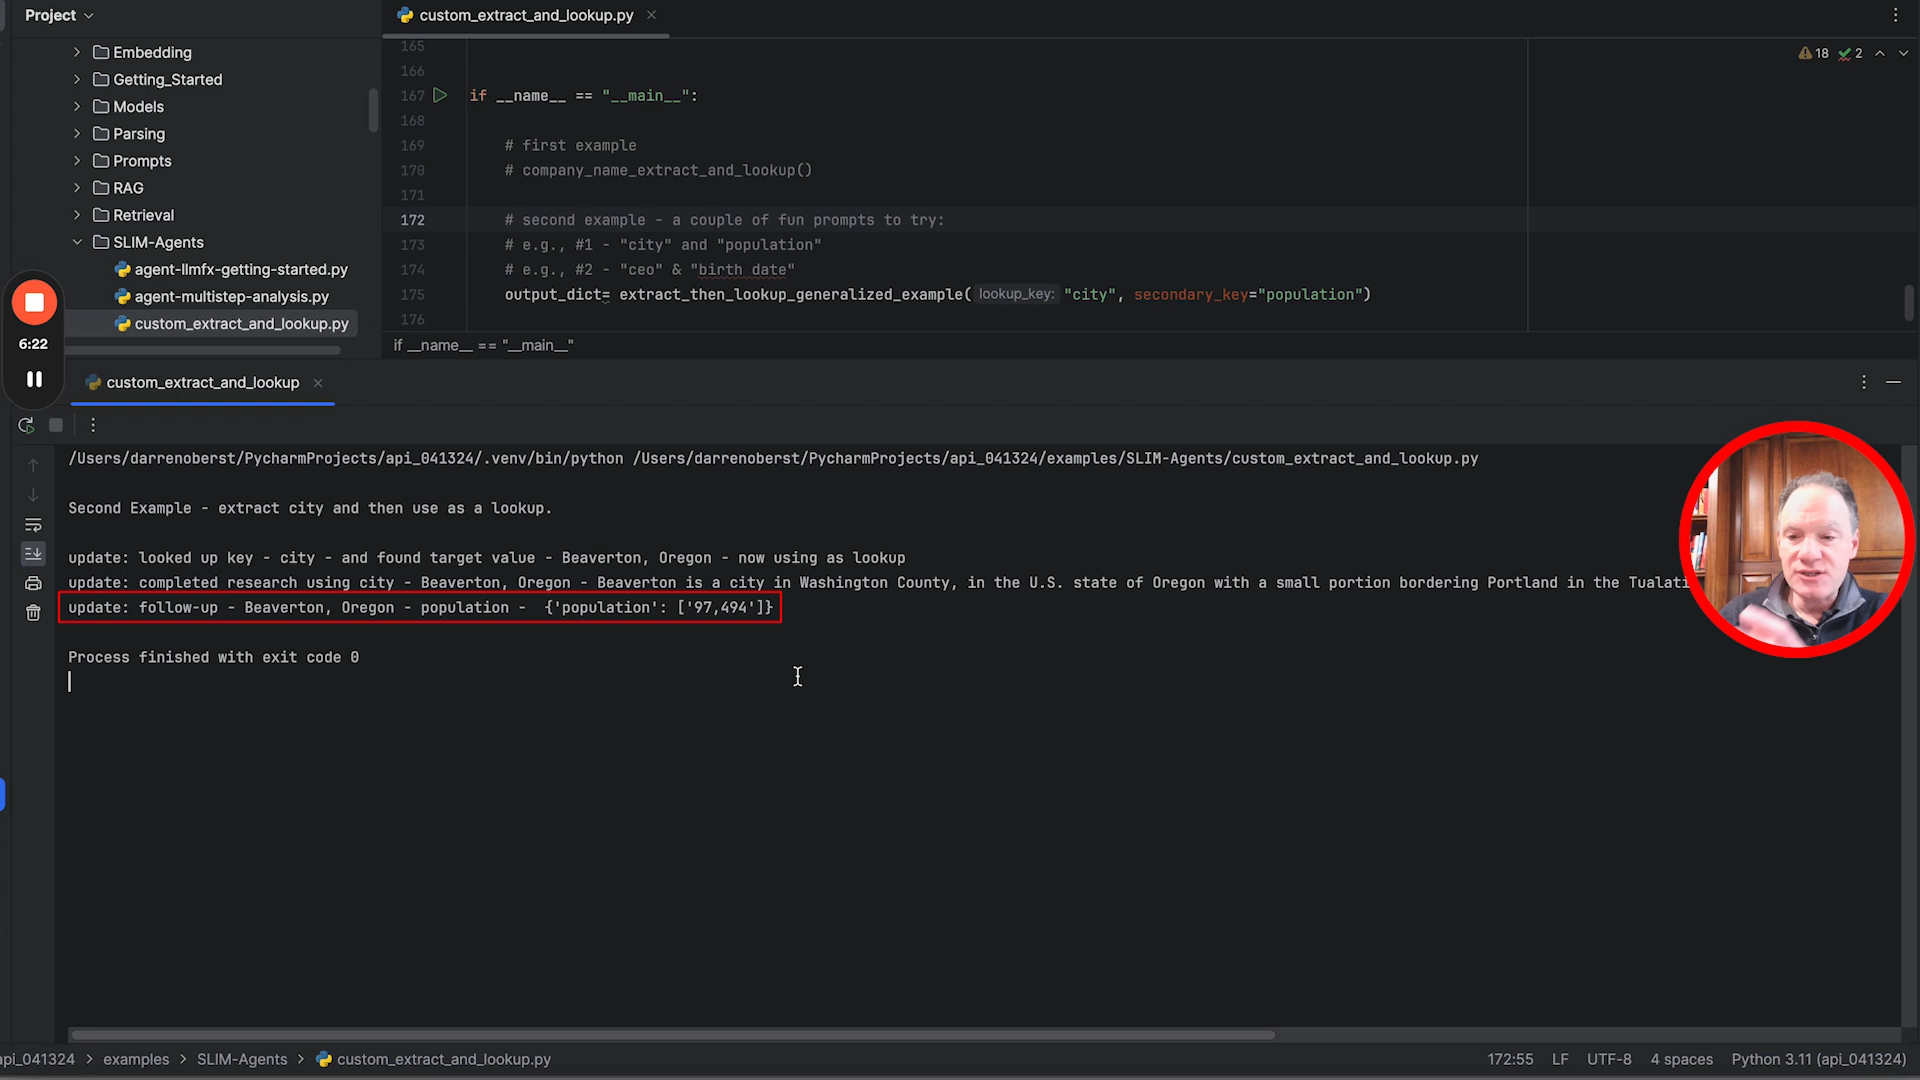 Project
custom_extract_and_lookup.py
Embedding
Getting_Started
Models
Parsing
Prompts
RAG
Retrieval
SLIM-Agents
agent-llmfx-getting-started.py
agent-multistep-analysis.py
custom_extract_and_lookup.py
6:22
18 2
165
166
167 if __name__ == "__main__":
168
169 # first example
170 # company_name_extract_and_lookup()
171
172 # second example - a couple of fun prompts to try:
173 # e.g., #1 - "city" and "population"
174 # e.g., #2 - "ceo" & "birth date"
175 output_dict= extract_then_lookup_generalized_example( lookup_key: "city", secondary_key="population")
176
if __name__ == "__main__"
custom_extract_and_lookup
/Users/darrenoberst/PycharmProjects/api_041324/.venv/bin/python /Users/darrenoberst/PycharmProjects/api_041324/examples/SLIM-Agents/custom_extract_and_lookup.py
Second Example - extract city and then use as a lookup.
update: looked up key - city - and found target value - Beaverton, Oregon - now using as lookup
update: completed research using city - Beaverton, Oregon - Beaverton is a city in Washington County, in the U.S. state of Oregon with a small portion bordering Portland in the Tualati
update: follow-up - Beaverton, Oregon - population -  {'population': ['97,494']}
Process finished with exit code 0
api_041324 > examples > SLIM-Agents > custom_extract_and_lookup.py
172:55 LF UTF-8 4 spaces Python 3.11 (api_041324)